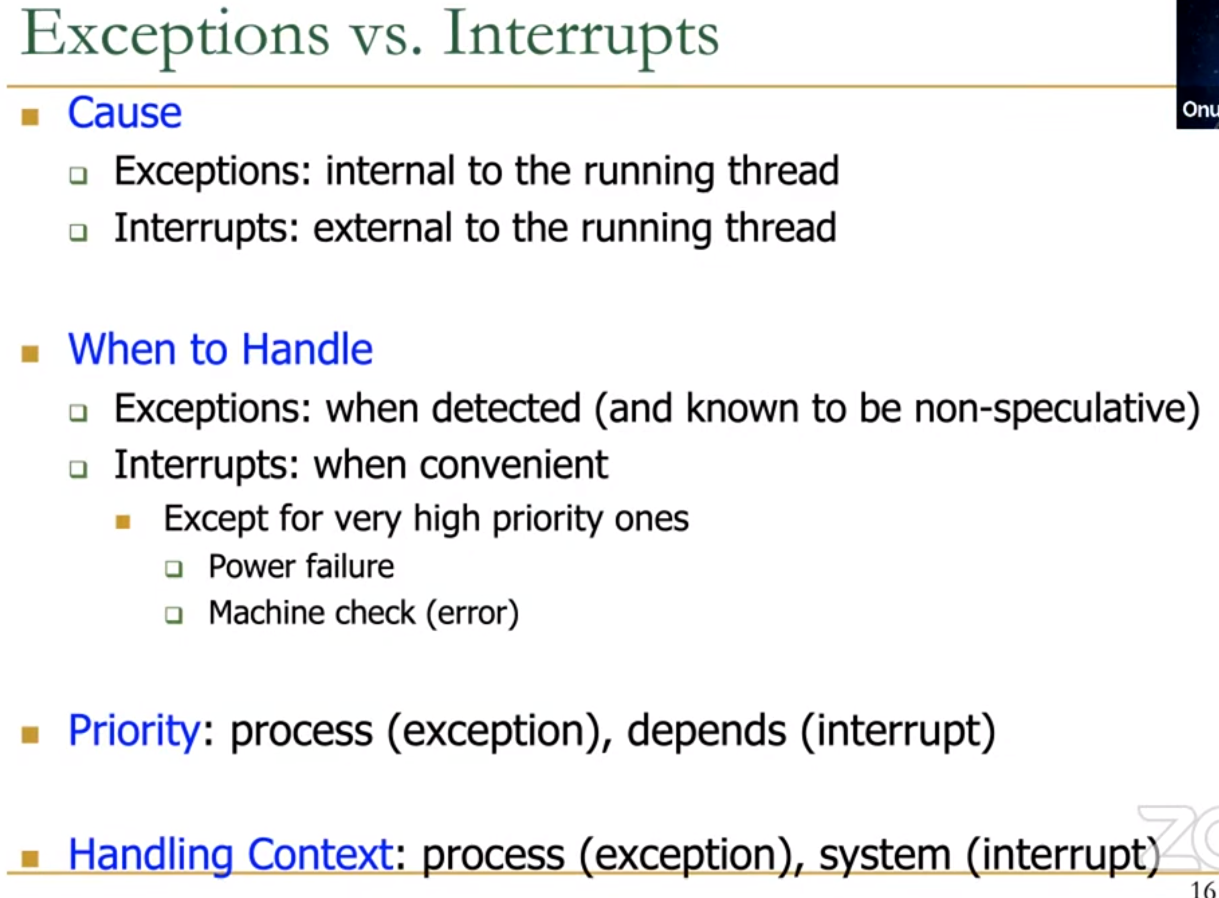 Exceptions vs. Interrupts
Onu
Cause
Exceptions: internal to the running thread
Interrupts: external to the running thread
When to Handle
Exceptions: when detected (and known to be non-speculative)
Interrupts: when convenient
Except for very high priority ones
Power failure
Machine check (error)
Priority: process (exception), depends (interrupt)
Handling Context: process (exception), system (interrupt)
16